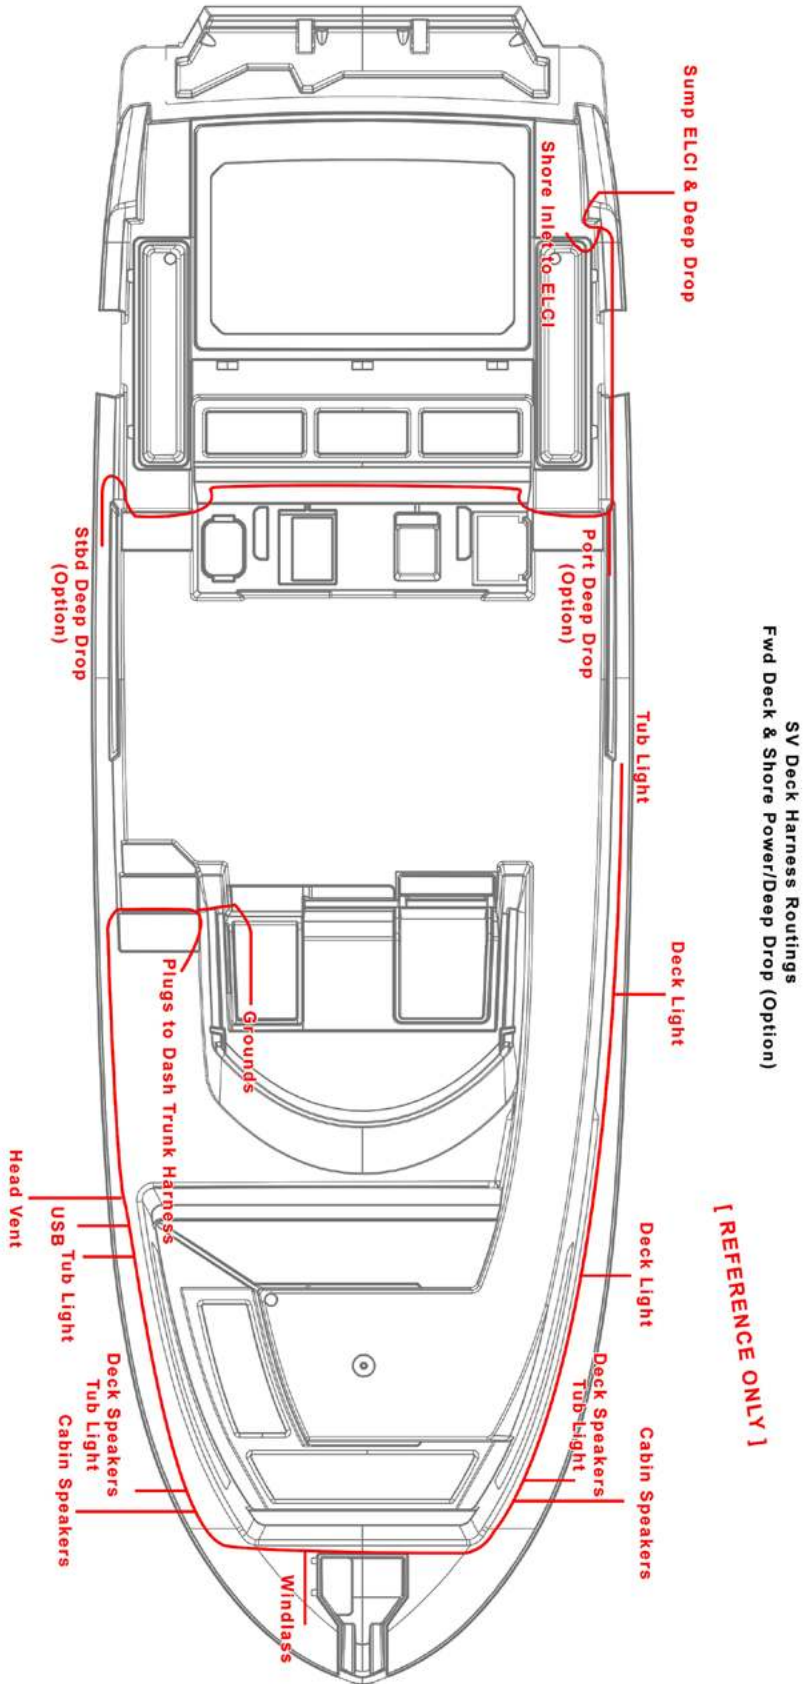 SV Deck Harness Routings
Fwd Deck & Shore Power/Deep Drop (Option)
[ REFERENCE ONLY ]
Sump ELCI & Deep Drop
Shore Inlet to ELCI
Port Deep Drop
(Option)
Stbd Deep Drop
(Option)
Tub Light
Deck Light
Grounds
Plugs to Dash Trunk Harness
Deck Light
Head Vent
USB
Tub Light
Deck Speakers
Tub Light
Cabin Speakers
Deck Speakers
Tub Light
Cabin Speakers
Windlass